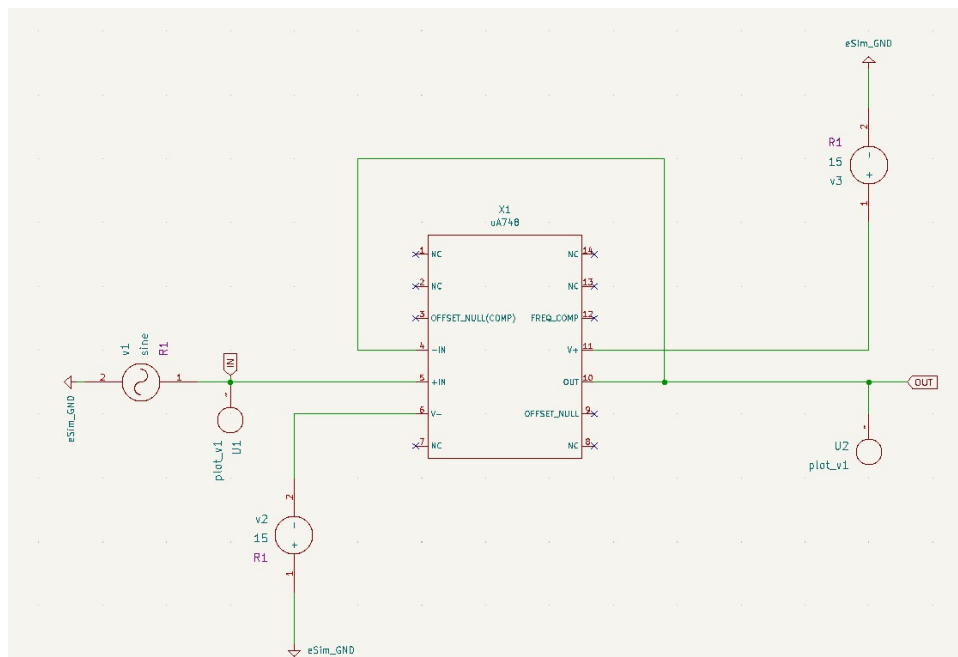 eSim_GND
2
R1
15
v3
1
X1
uA748
1 NC
NC 14
2 NC
NC 13
3 OFFSET_NULL(COMP)
FREQ_COMP 12
4 -IN
V+ 11
5 +IN
OUT 10
6 V-
OFFSET_NULL 9
7 NC
NC 8
v1
sine
R1
2
1
eSim_GND
IN
plot_v1
U1
OUT
U2
plot_v1
2
v2
15
R1
1
eSim_GND